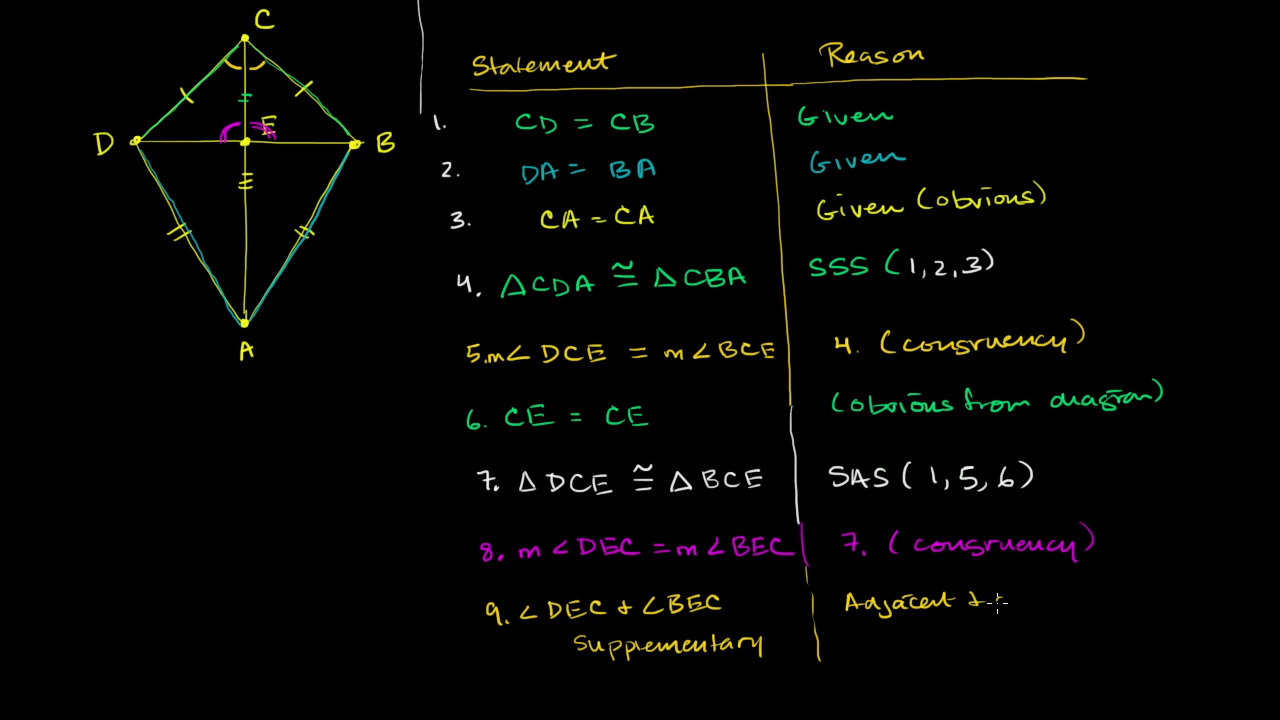 C
D
E
B
A
Statement Reason
1. CD = CB Given
2. DA = BA Given
3. CA = CA Given (obvious)
4. △CDA ≅ △CBA SSS (1,2,3)
5. m∠DCE = m∠BCE 4. (congruency)
6. CE = CE (obvious from diagram)
7. △DCE ≅ △BCE SAS (1,5,6)
8. m∠DEC = m∠BEC 7. (congruency)
9. ∠DEC + ∠BEC Adjacent +
Supplementary